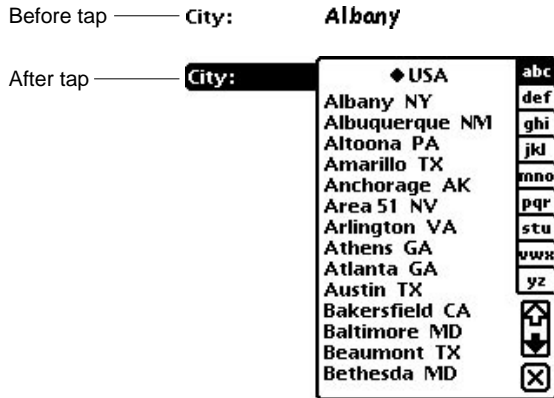 Before tap City: Albany
After tap City:
◆USA
Albany NY
Albuquerque NM
Altoona PA
Amarillo TX
Anchorage AK
Area 51 NV
Arlington VA
Athens GA
Atlanta GA
Austin TX
Bakersfield CA
Baltimore MD
Beaumont TX
Bethesda MD
abc
def
ghi
jkl
mno
pqr
stu
vwx
yz